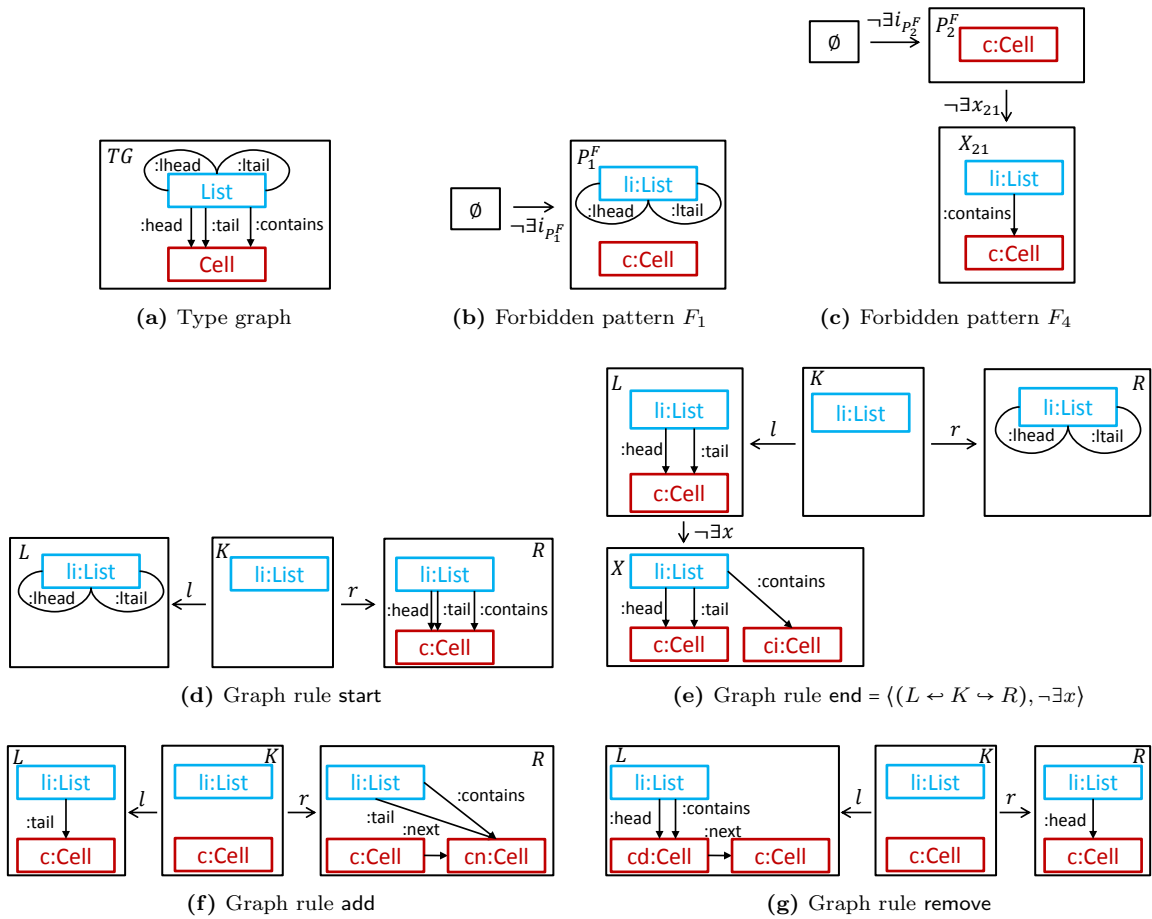 ∅
¬∃i_{P_2^F}
P_2^F
c:Cell
¬∃x_{21}
TG
:lhead
:ltail
List
:head
:tail
:contains
Cell
∅
¬∃i_{P_1^F}
P_1^F
li:List
:lhead
:ltail
c:Cell
X_{21}
li:List
:contains
c:Cell
(a) Type graph
(b) Forbidden pattern F_1
(c) Forbidden pattern F_4
L
li:List
:lhead
:ltail
l
K
li:List
r
R
li:List
:head
:tail
:contains
c:Cell
(d) Graph rule start
L
li:List
:head
:tail
c:Cell
l
K
li:List
r
R
li:List
:lhead
:ltail
¬∃x
X
li:List
:contains
:head
:tail
c:Cell
ci:Cell
(e) Graph rule end = ⟨(L ↩ K ↪ R), ¬∃x⟩
L
li:List
:tail
c:Cell
l
K
li:List
c:Cell
r
R
li:List
:contains
:tail
:next
c:Cell
cn:Cell
(f) Graph rule add
L
li:List
:head
:contains
:next
cd:Cell
c:Cell
l
K
li:List
c:Cell
r
R
li:List
:head
c:Cell
(g) Graph rule remove